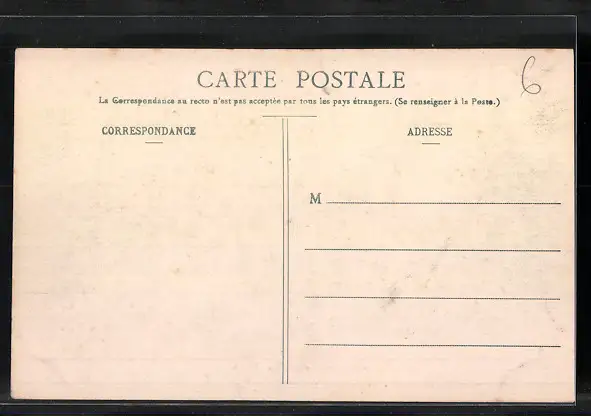 CARTE POSTALE
6
La Correspondance au recto n'est pas acceptée par tous les pays étrangers. (Se renseigner à la Poste.)
CORRESPONDANCE
ADRESSE
M